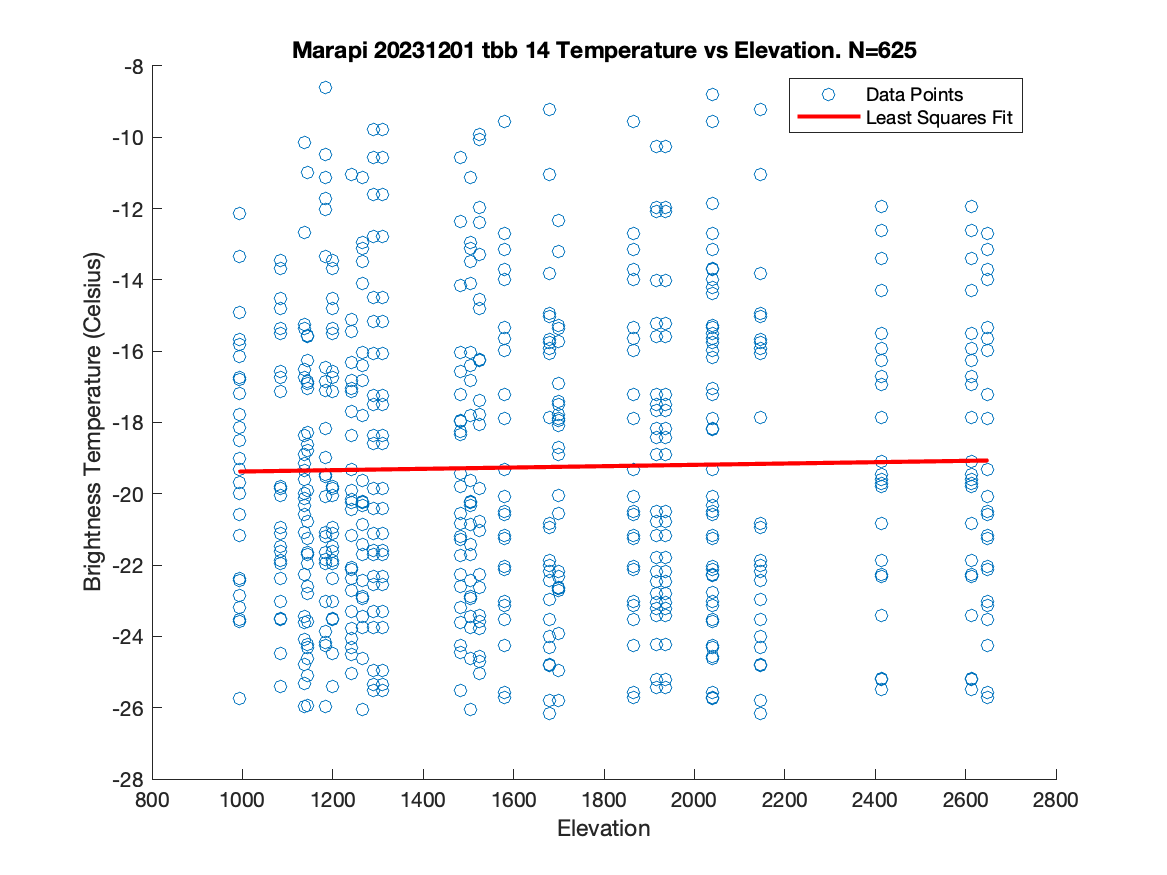 Marapi 20231201 tbb 14 Temperature vs Elevation. N=625
Data Points
Least Squares Fit
Brightness Temperature (Celsius)
-8
-10
-12
-14
-16
-18
-20
-22
-24
-26
-28
800 1000 1200 1400 1600 1800 2000 2200 2400 2600 2800
Elevation